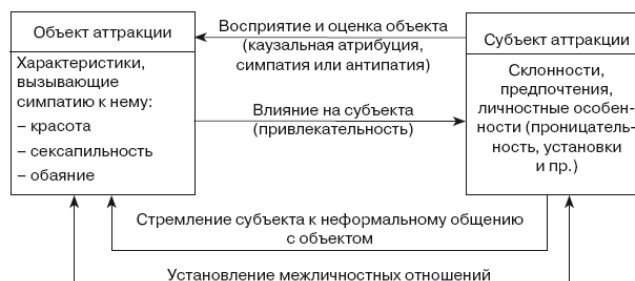 Объект аттракции
Характеристики,
вызывающие
симпатию к нему:
– красота
– сексапильность
– обаяние
Восприятие и оценка объекта
(каузальная атрибуция,
симпатия или антипатия)
Влияние на субъекта
(привлекательность)
Субъект аттракции
Склонности,
предпочтения,
личностные особен-
ности (проницатель-
ность, установки
и пр.)
Стремление субъекта к неформальному общению
с объектом
Установление межличностных отношений